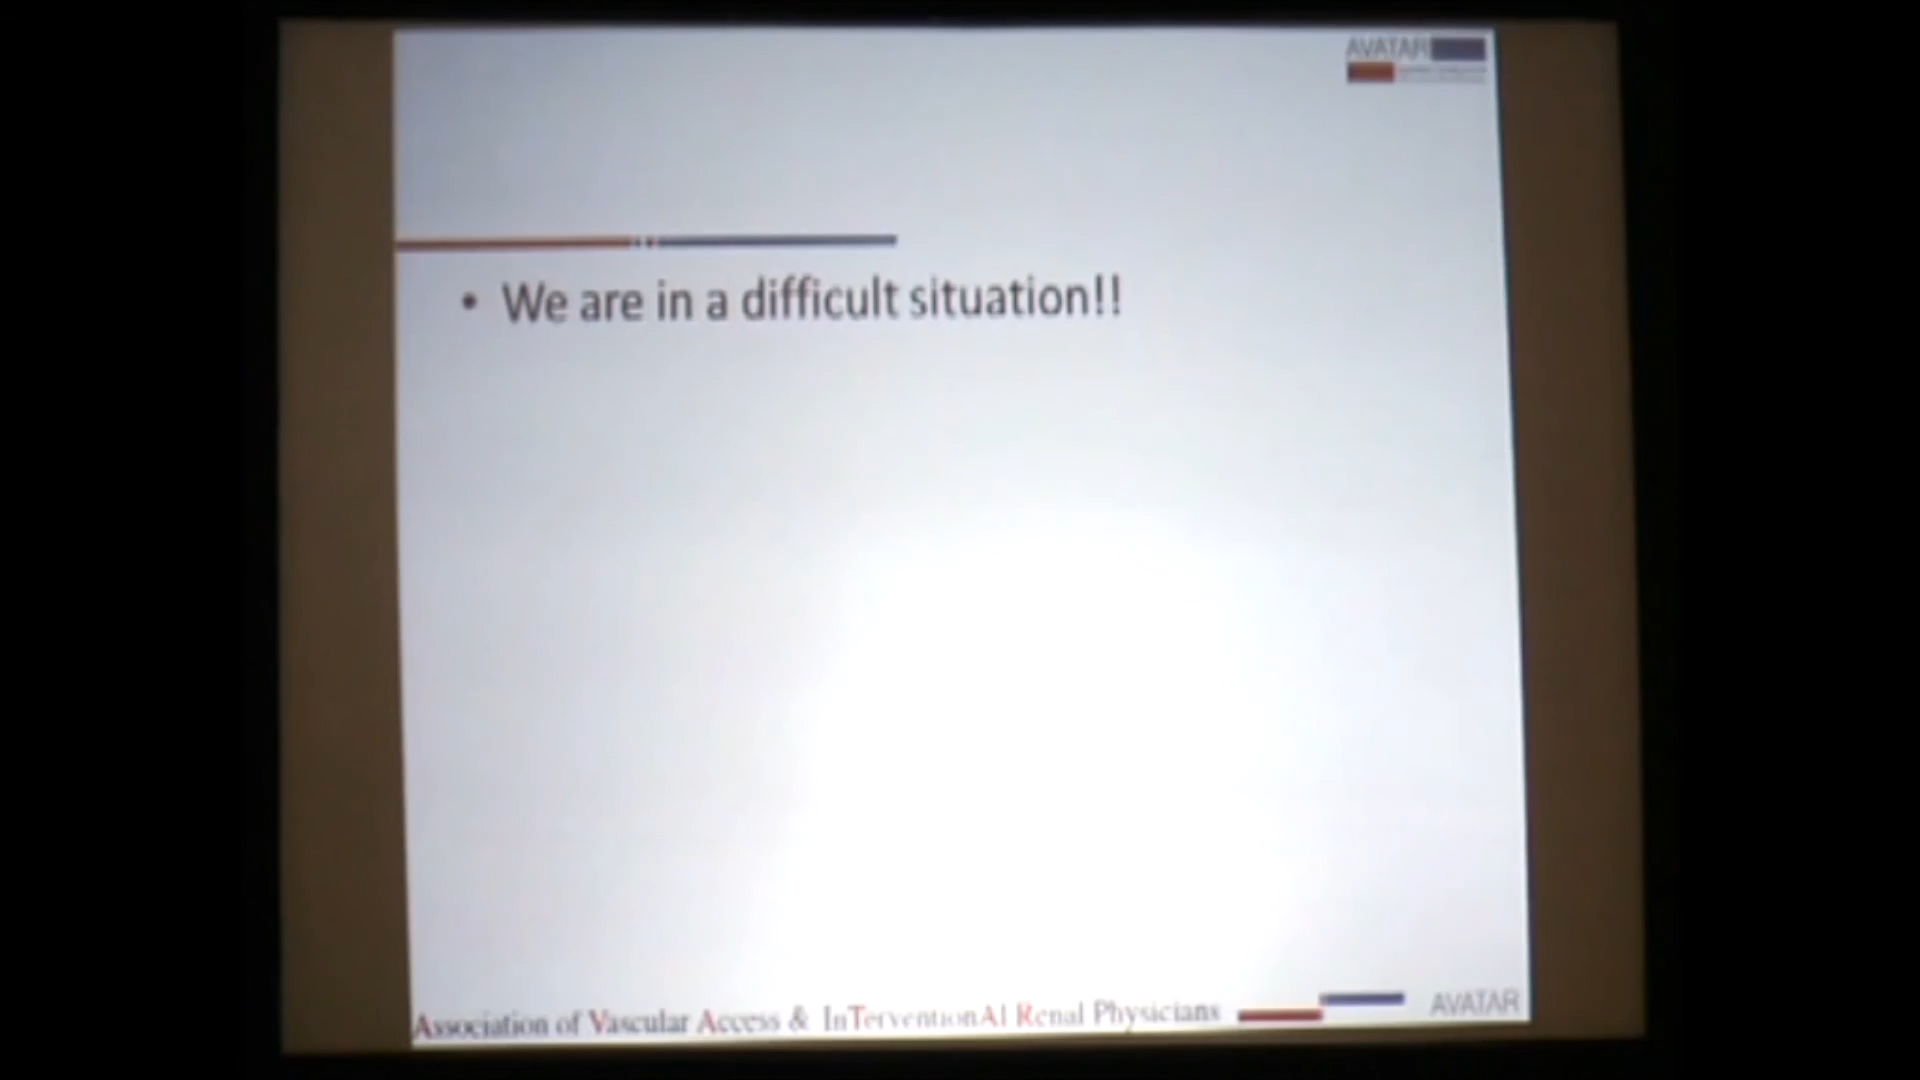 AVATAR
• We are in a difficult situation!!
Association of Vascular Access & InTerventionAl Renal Physicians
AVATAR